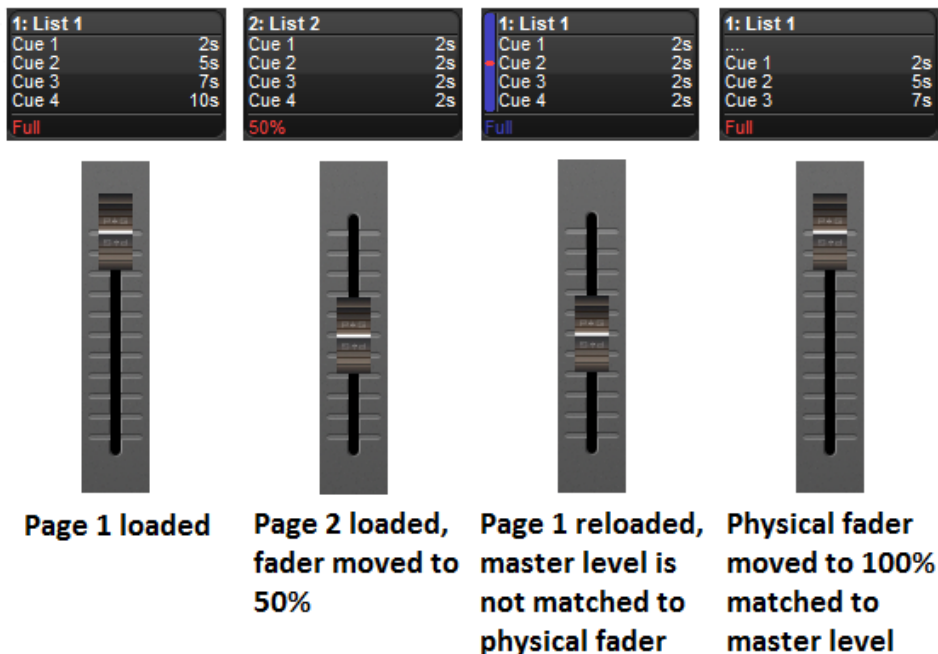 1: List 1
Cue 1 2s
Cue 2 5s
Cue 3 7s
Cue 4 10s
Full
2: List 2
Cue 1 2s
Cue 2 2s
Cue 3 2s
Cue 4 2s
50%
1: List 1
Cue 1 2s
Cue 2 2s
Cue 3 2s
Cue 4 2s
Full
1: List 1
....
Cue 1 2s
Cue 2 5s
Cue 3 7s
Full
Page 1 loaded
Page 2 loaded,
fader moved to
50%
Page 1 reloaded,
master level is
not matched to
physical fader
Physical fader
moved to 100%
matched to
master level